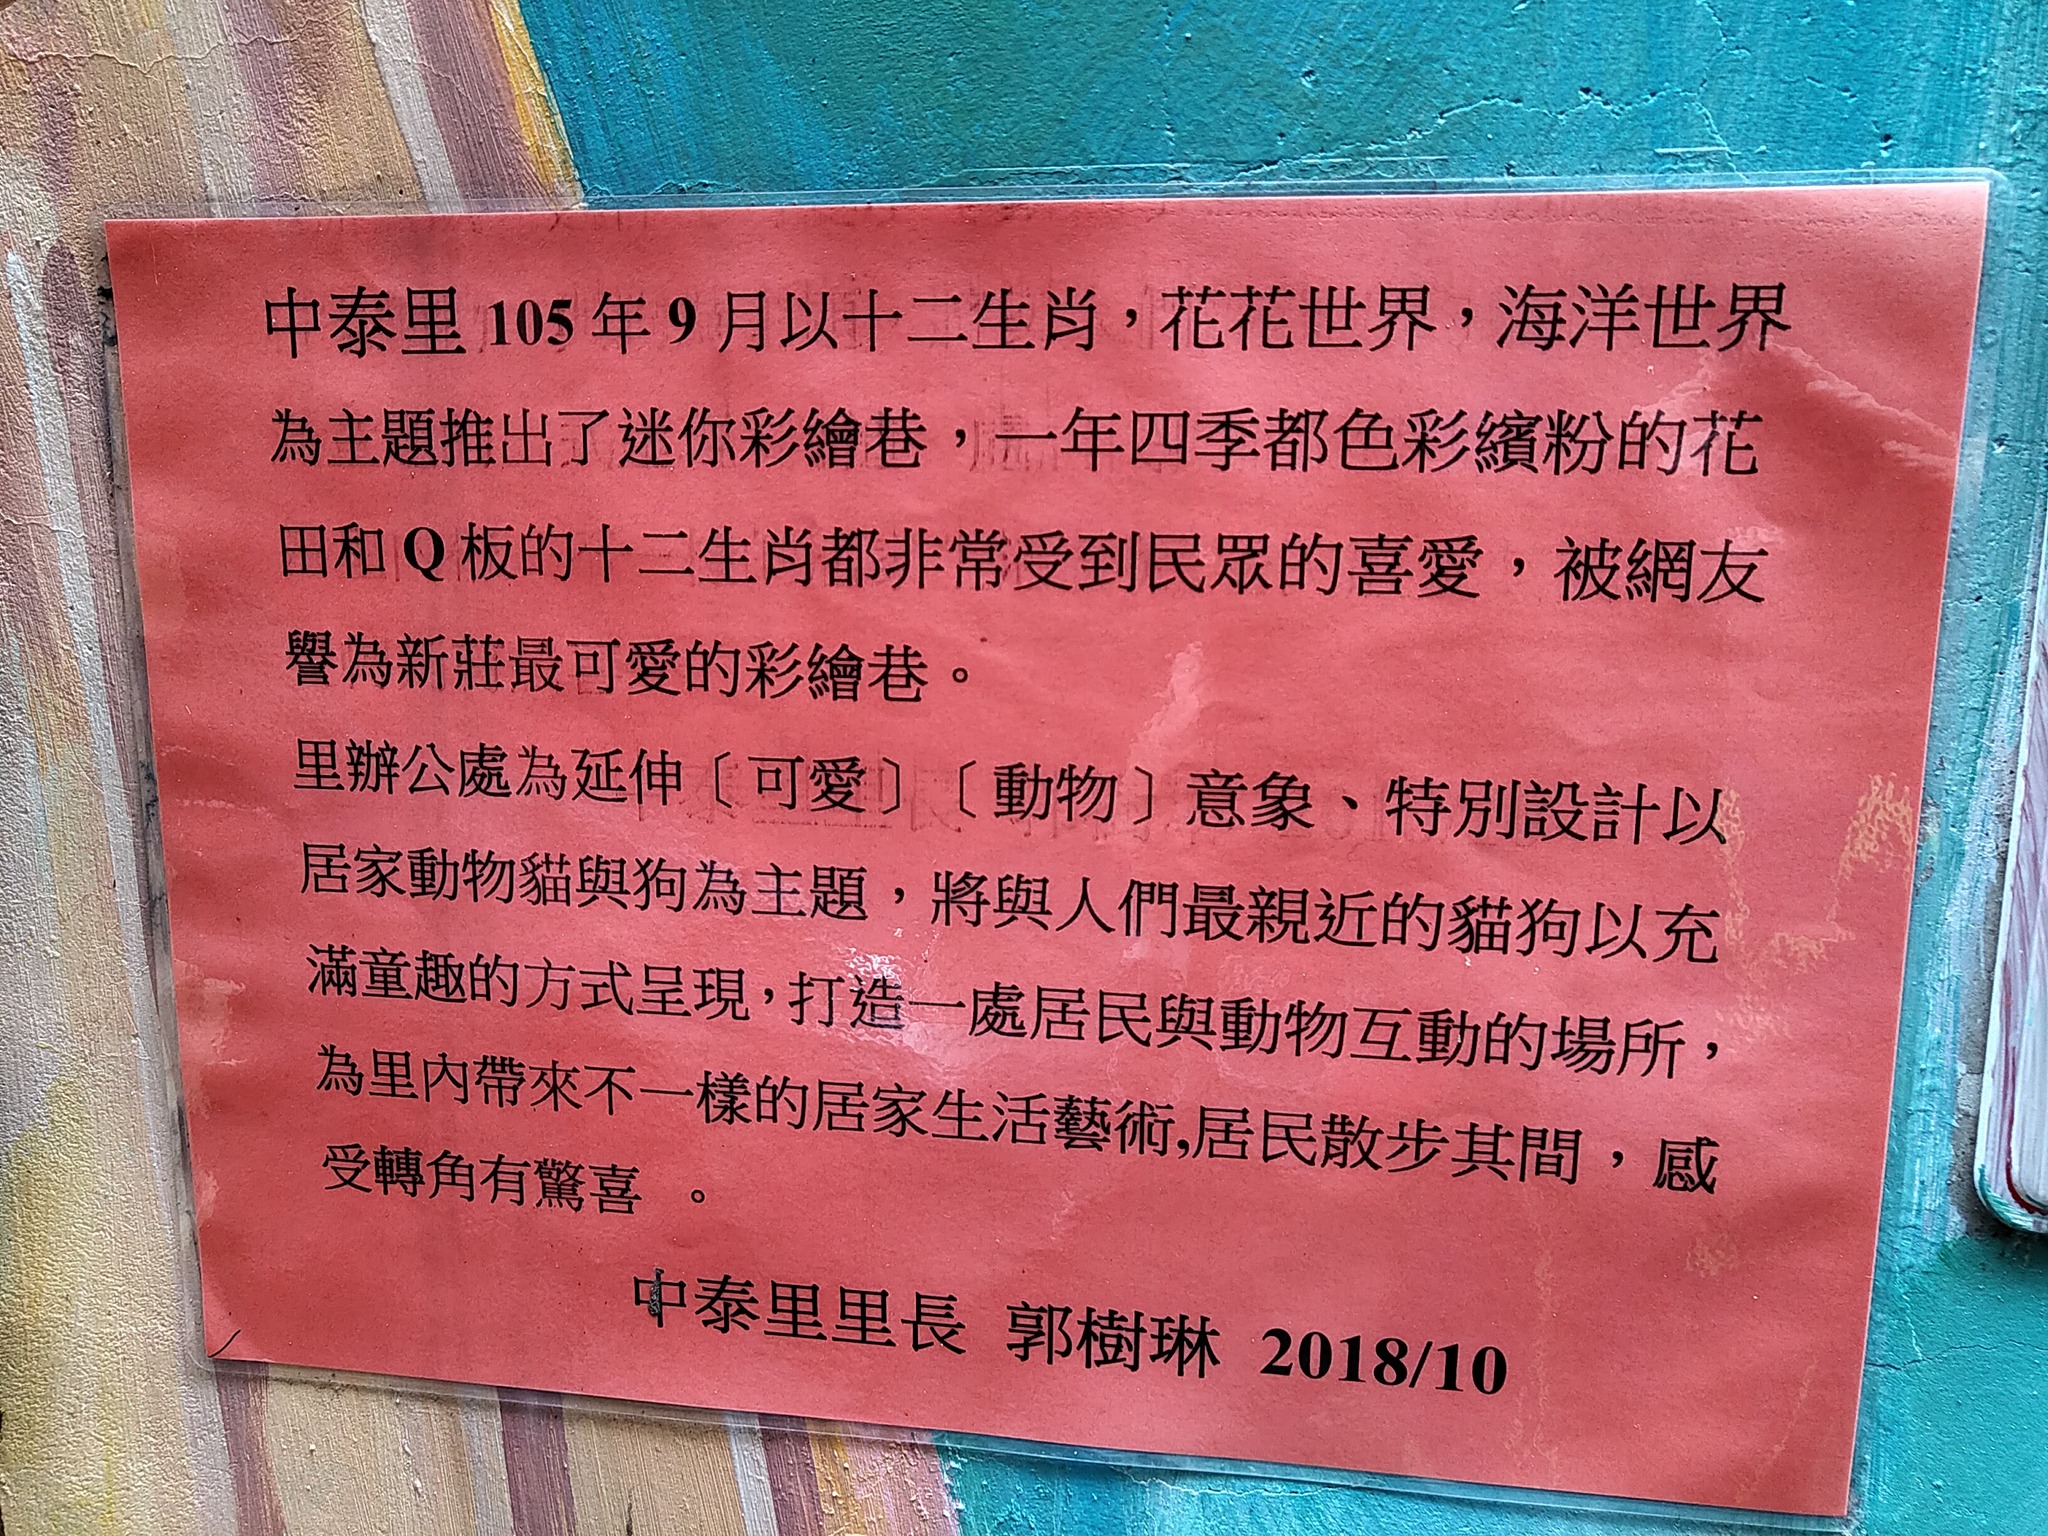 中泰里 105 年 9 月以十二生肖，花花世界，海洋世界
為主題推出了迷你彩繪巷，一年四季都色彩繽粉的花
田和 Q 板的十二生肖都非常受到民眾的喜愛，被網友
譽為新莊最可愛的彩繪巷。
里辦公處為延伸〔可愛〕〔動物〕意象、特別設計以
居家動物貓與狗為主題，將與人們最親近的貓狗以充
滿童趣的方式呈現，打造一處居民與動物互動的場所，
為里內帶來不一樣的居家生活藝術,居民散步其間，感
受轉角有驚喜 。
中泰里里長 郭樹琳 2018/10